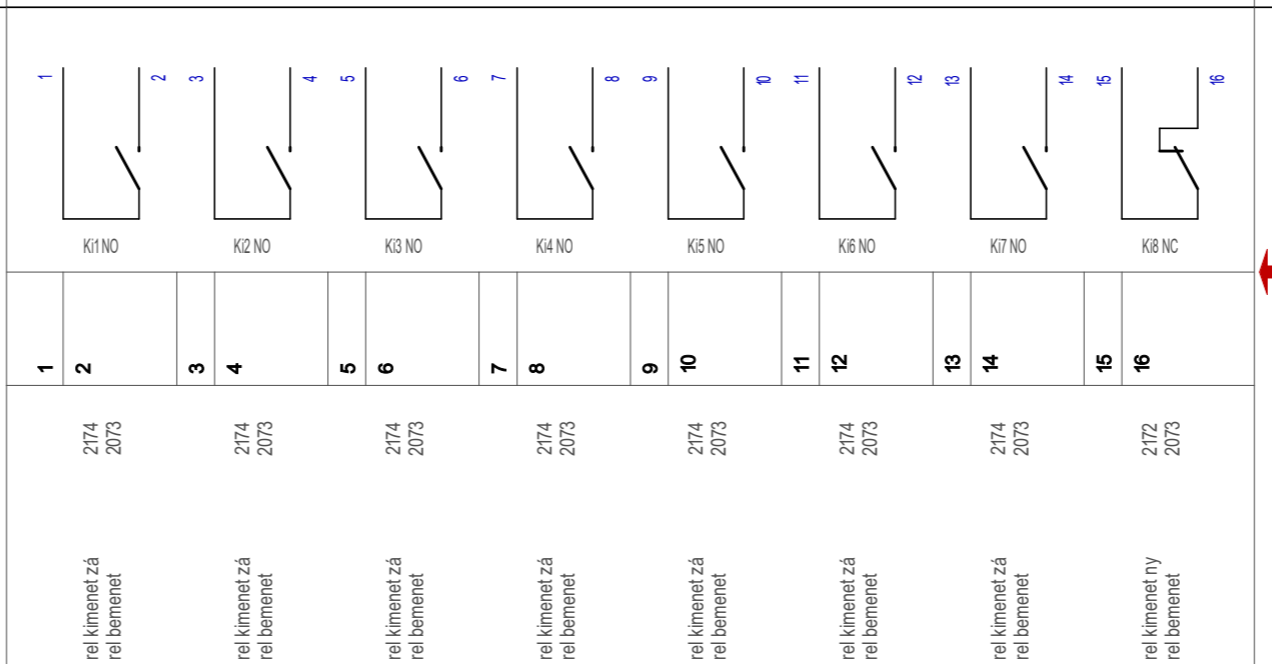 1 2 3 4 5 6 7 8 9 10 11 12 13 14 15 16
Ki1 NO Ki2 NO Ki3 NO Ki4 NO Ki5 NO Ki6 NO Ki7 NO Ki8 NC
1 2 3 4 5 6 7 8 9 10 11 12 13 14 15 16
2174
2073
2174
2073
2174
2073
2174
2073
2174
2073
2174
2073
2174
2073
2172
2073
rel kimenet zá
rel bemenet
rel kimenet zá
rel bemenet
rel kimenet zá
rel bemenet
rel kimenet zá
rel bemenet
rel kimenet zá
rel bemenet
rel kimenet zá
rel bemenet
rel kimenet zá
rel bemenet
rel kimenet ny
rel bemenet